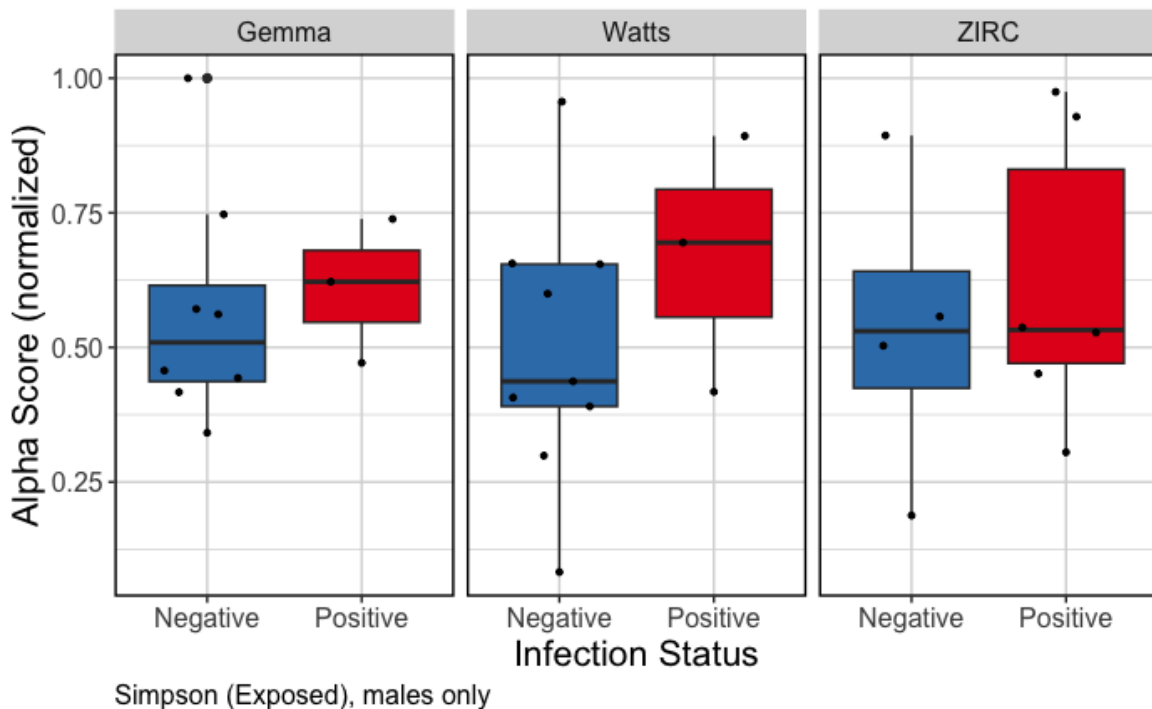 Gemma Watts ZIRC
Alpha Score (normalized)
1.00
0.75
0.50
0.25
Negative Positive Negative Positive Negative Positive
Infection Status
Simpson (Exposed), males only